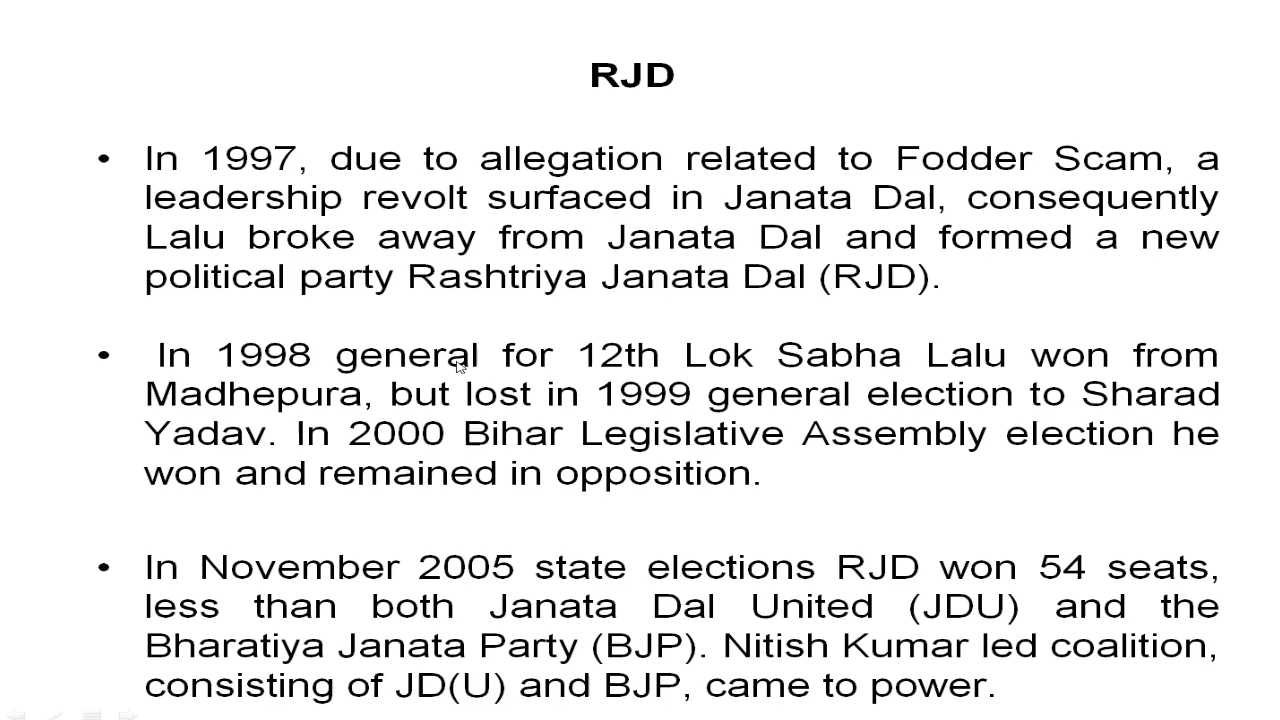 RJD
• In 1997, due to allegation related to Fodder Scam, a
leadership revolt surfaced in Janata Dal, consequently
Lalu broke away from Janata Dal and formed a new
political party Rashtriya Janata Dal (RJD).
• In 1998 general for 12th Lok Sabha Lalu won from
Madhepura, but lost in 1999 general election to Sharad
Yadav. In 2000 Bihar Legislative Assembly election he
won and remained in opposition.
• In November 2005 state elections RJD won 54 seats,
less than both Janata Dal United (JDU) and the
Bharatiya Janata Party (BJP). Nitish Kumar led coalition,
consisting of JD(U) and BJP, came to power.